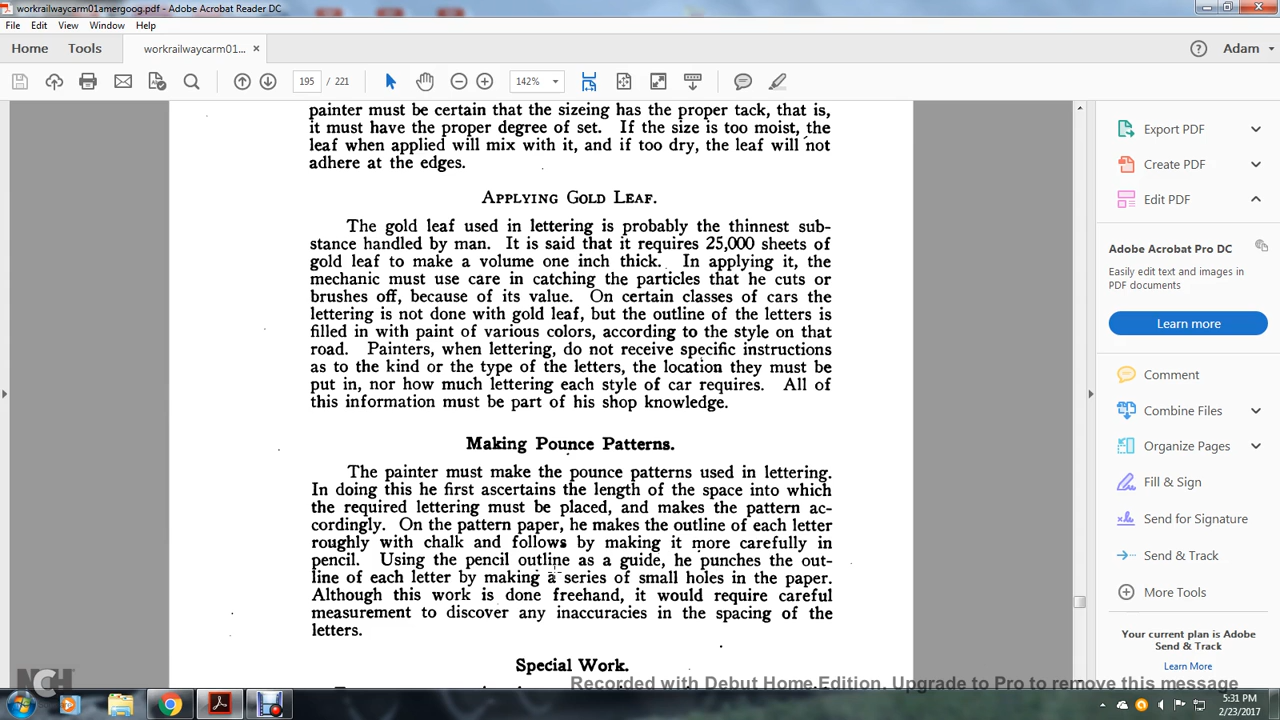 workrailwaycarm01amergoog.pdf - Adobe Acrobat Reader DC
File Edit View Window Help
Home Tools workrailwaycarm01... × Adam
195 / 221 142%
painter must be certain that the sizeing has the proper tack, that is,
it must have the proper degree of set. If the size is too moist, the
leaf when applied will mix with it, and if too dry, the leaf will not
adhere at the edges.
Applying Gold Leaf.
The gold leaf used in lettering is probably the thinnest sub-
stance handled by man. It is said that it requires 25,000 sheets of
gold leaf to make a volume one inch thick. In applying it, the
mechanic must use care in catching the particles that he cuts or
brushes off, because of its value. On certain classes of cars the
lettering is not done with gold leaf, but the outline of the letters is
filled in with paint of various colors, according to the style on that
road. Painters, when lettering, do not receive specific instructions
as to the kind or the type of the letters, the location they must be
put in, nor how much lettering each style of car requires. All of
this information must be part of his shop knowledge.
Making Pounce Patterns.
The painter must make the pounce patterns used in lettering.
In doing this he first ascertains the length of the space into which
the required lettering must be placed, and makes the pattern ac-
cordingly. On the pattern paper, he makes the outline of each letter
roughly with chalk and follows by making it more carefully in
pencil. Using the pencil outline as a guide, he punches the out-
line of each letter by making a series of small holes in the paper.
Although this work is done freehand, it would require careful
measurement to discover any inaccuracies in the spacing of the
letters.
Special Work.
Export PDF
Create PDF
Edit PDF
Adobe Acrobat Pro DC
Easily edit text and images in
PDF documents
Learn more
Comment
Combine Files
Organize Pages
Fill & Sign
Send for Signature
Send & Track
More Tools
Your current plan is Adobe
Send & Track
Learn More
NCH
Recorded with Debut Home Edition. Upgrade to Pro to remove this message
5:31 PM
2/23/2017